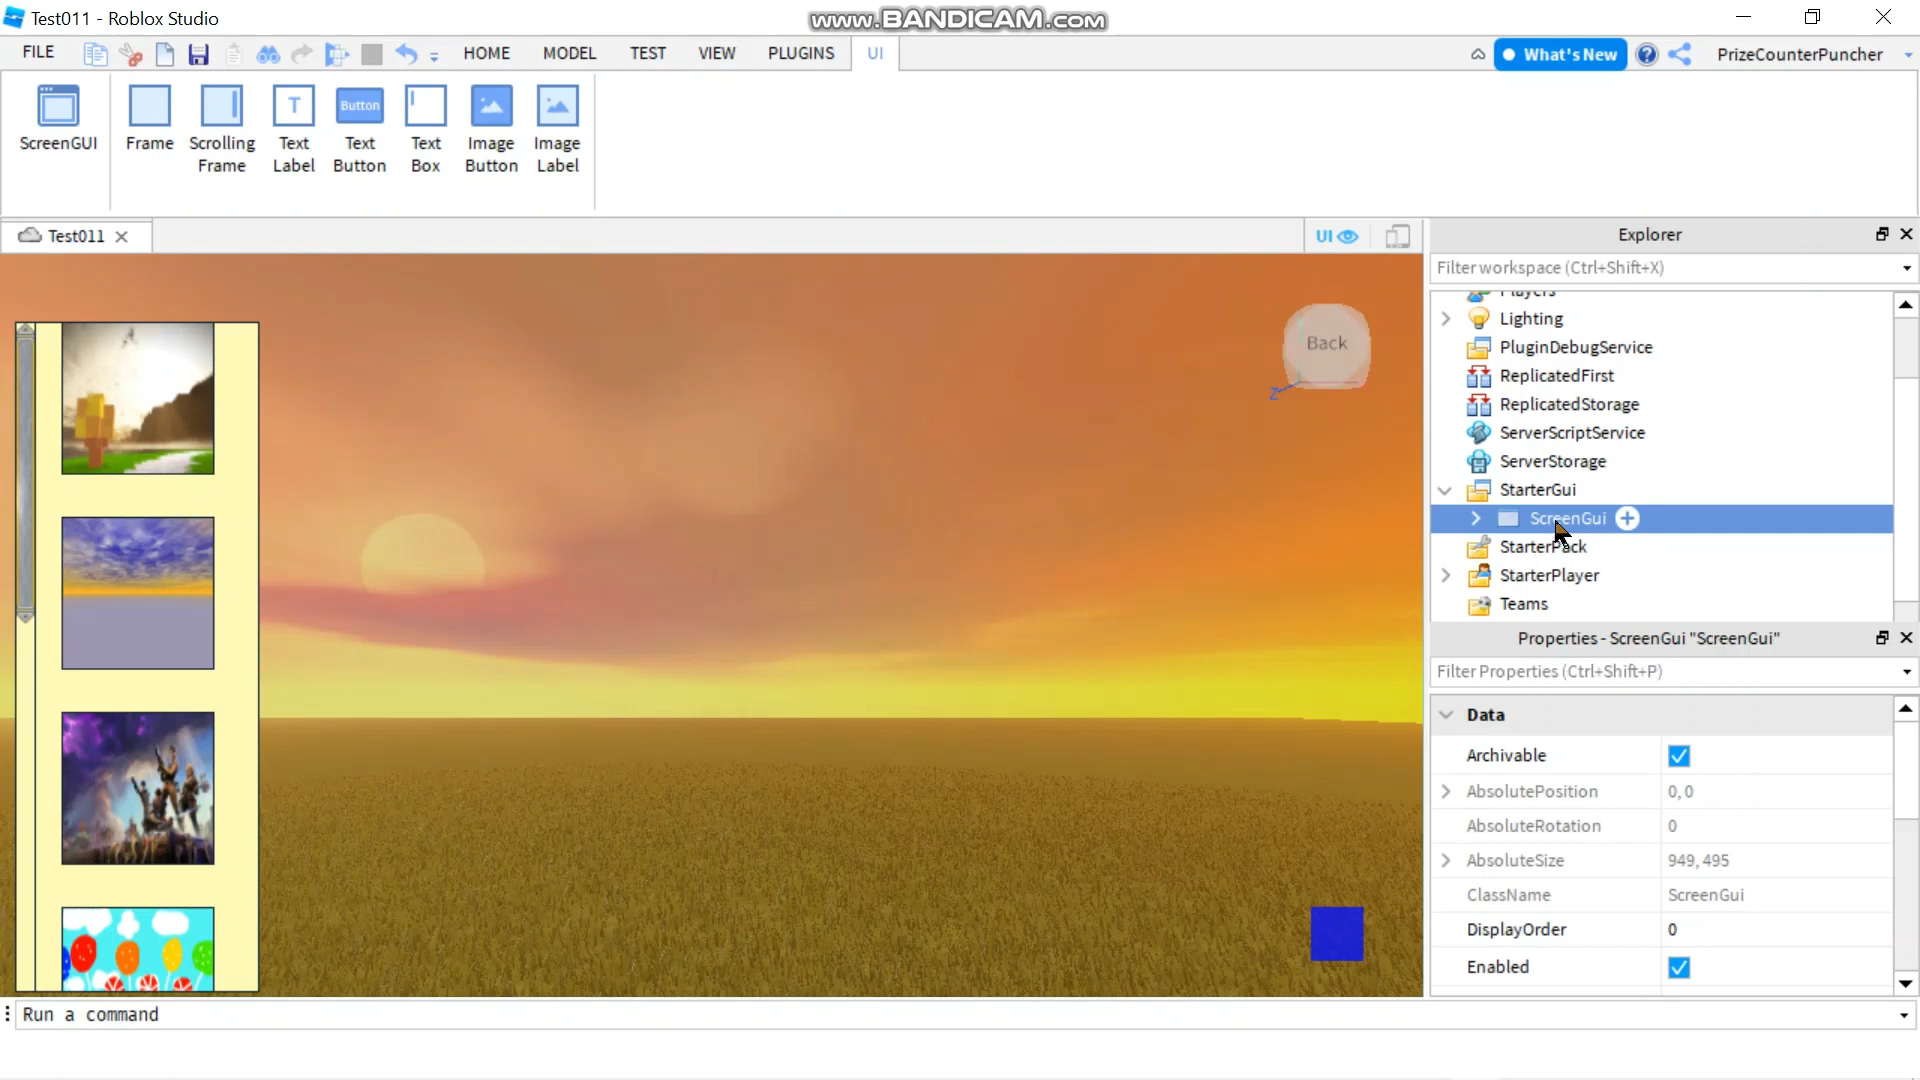 Test011 - Roblox Studio
www.BANDICAM.com
FILE
HOME
MODEL
TEST
VIEW
PLUGINS
UI
What's New
PrizeCounterPuncher
ScreenGUI
Frame
Scrolling
Frame
Text
Label
Button
Text
Button
Text
Box
Image
Button
Image
Label
T
Test011
UI
Explorer
Filter workspace (Ctrl+Shift+X)
Players
Lighting
PluginDebugService
ReplicatedFirst
ReplicatedStorage
ServerScriptService
ServerStorage
StarterGui
ScreenGui
StarterPack
StarterPlayer
Teams
Back
Z
Properties - ScreenGui "ScreenGui"
Filter Properties (Ctrl+Shift+P)
Data
Archivable
AbsolutePosition 0, 0
AbsoluteRotation 0
AbsoluteSize 949, 495
ClassName ScreenGui
DisplayOrder 0
Enabled
Run a command